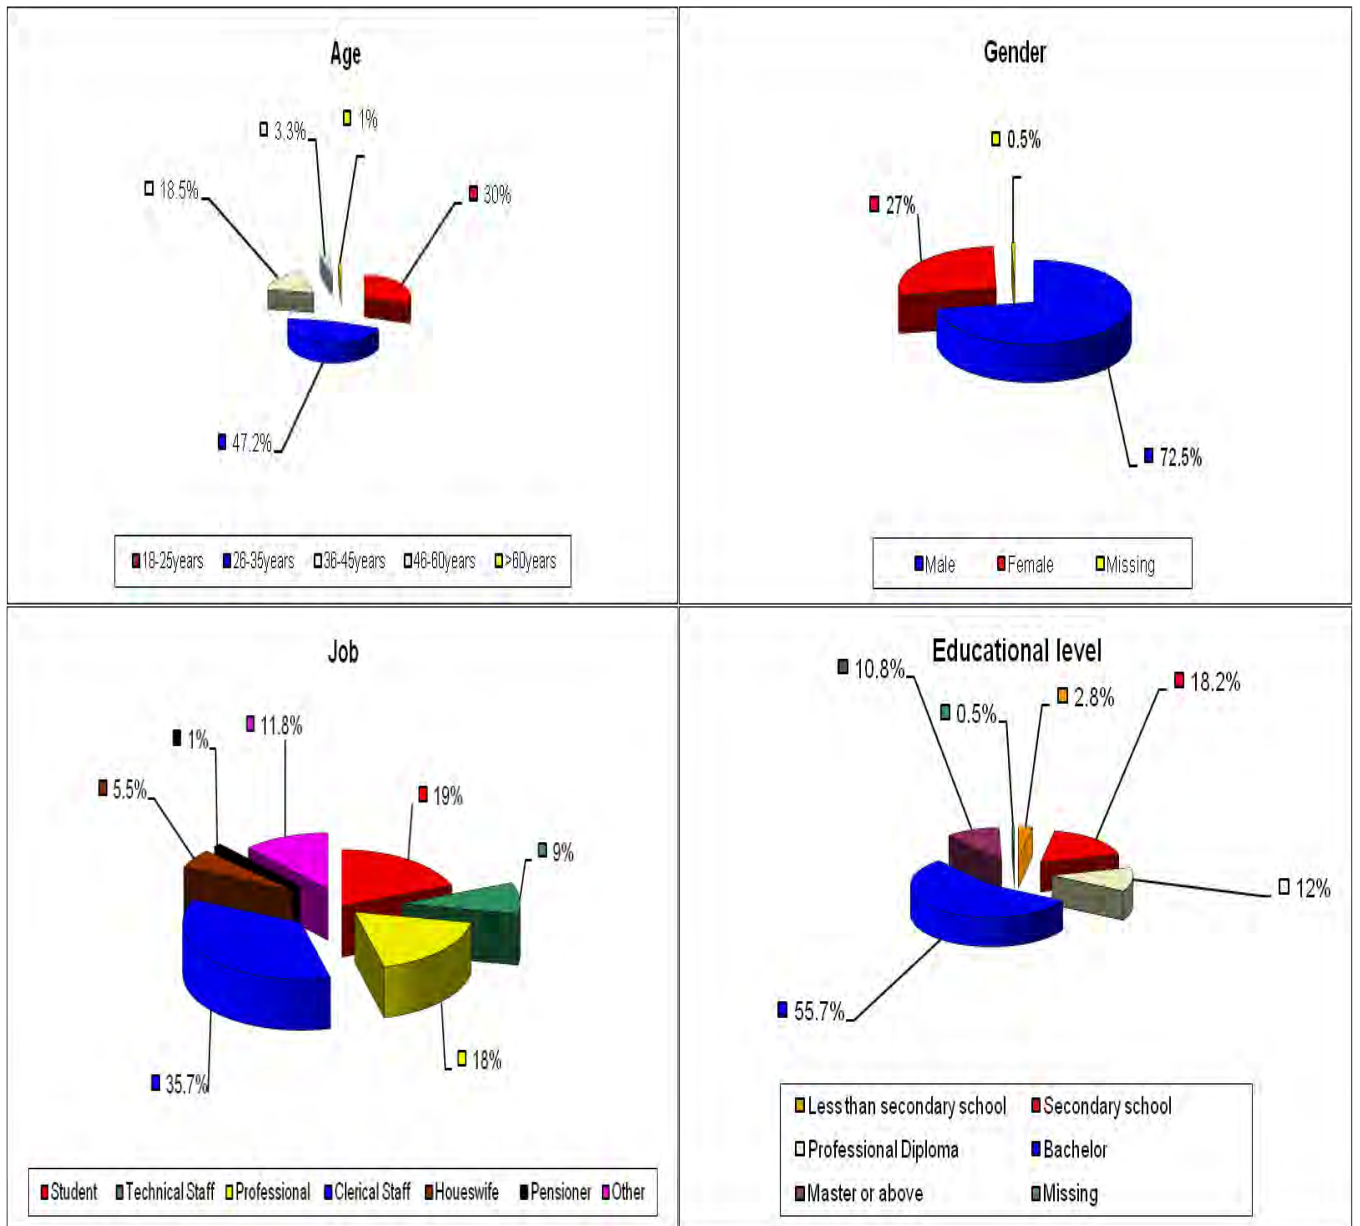 Age
1%
3.3%
18.5%
30%
47.2%
18-25years 26-35years 36-45years 46-60years >60years
Gender
0.5%
27%
72.5%
Male Female Missing
Job
11.8%
1%
5.5%
19%
9%
18%
35.7%
Student Technical Staff Professional Clerical Staff Houeswife Pensioner Other
Educational level
10.8%
2.8%
18.2%
0.5%
12%
55.7%
Less than secondary school Secondary school
Professional Diploma Bachelor
Master or above Missing